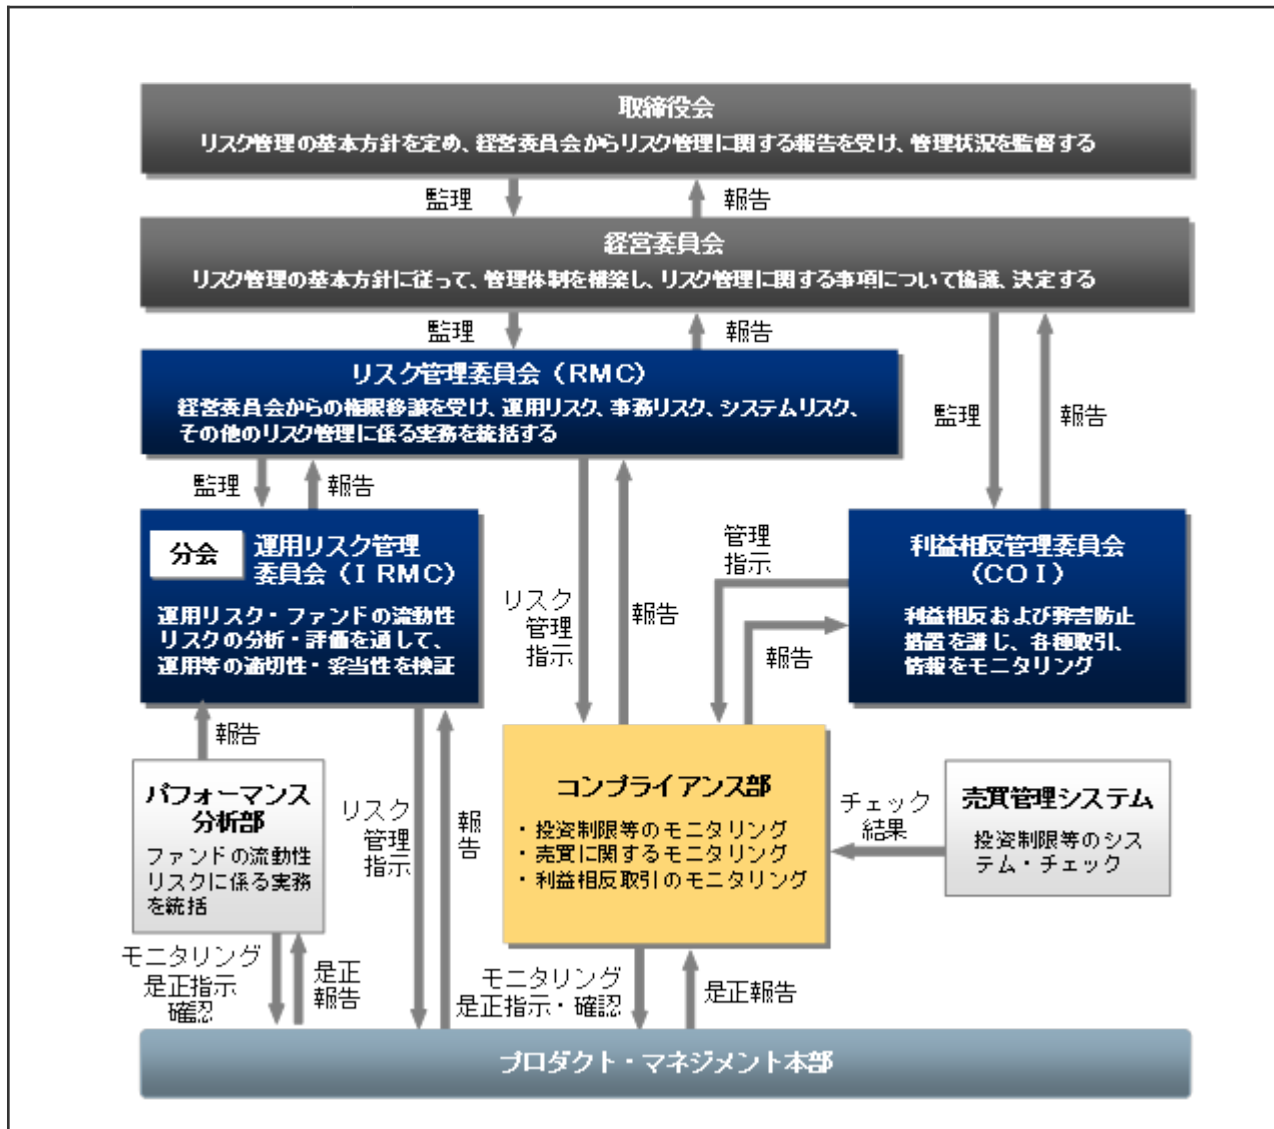 取締役会
リスク管理の基本方針を定め、経営委員会からリスク管理に関する報告を受け、管理状況を監督する
監理
報告
経営委員会
リスク管理の基本方針に従って、管理体制を構築し、リスク管理に関する事項について協議、決定する
監理
報告
リスク管理委員会（RMC）
経営委員会からの権限移譲を受け、運用リスク、事務リスク、システムリスク、
その他のリスク管理に係る実務を統括する
監理
報告
監理
報告
分会
運用リスク管理
委員会（IRMC）
運用リスク・ファンドの流動性
リスクの分析・評価を通して、
運用等の適切性・妥当性を検証
リスク
管理
指示
報告
管理
指示
報告
利益相反管理委員会
（COI）
利益相反および弊害防止
措置を講じ、各種取引、
情報をモニタリング
報告
パフォーマンス
分析部
ファンドの流動性
リスクに係る実務
を統括
リスク
管理
指示
報
告
コンプライアンス部
・投資制限等のモニタリング
・売買に関するモニタリング
・利益相反取引のモニタリング
チェック
結果
売買管理システム
投資制限等のシス
テム・チェック
モニタリング
是正指示
確認
是正
報告
モニタリング
是正指示・確認
是正報告
プロダクト・マネジメント本部